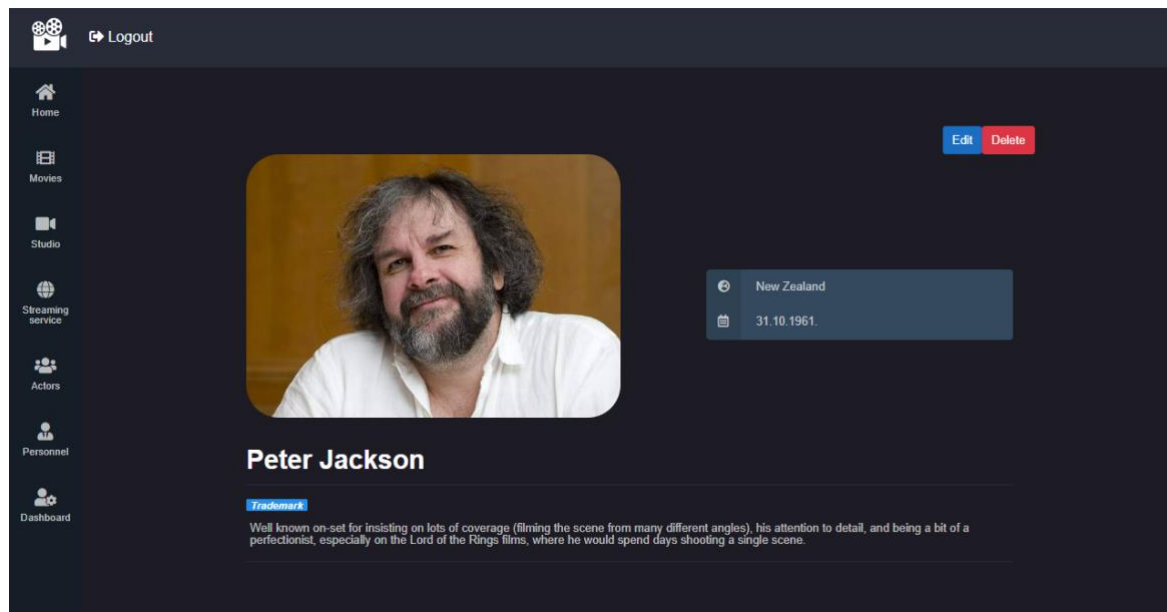 Logout
Home
Movies
Studio
Streaming
service
Actors
Personnel
Dashboard
Edit
Delete
New Zealand
31.10.1961.
Peter Jackson
Trademark
Well known on-set for insisting on lots of coverage (filming the scene from many different angles), his attention to detail, and being a bit of a
perfectionist, especially on the Lord of the Rings films, where he would spend days shooting a single scene.